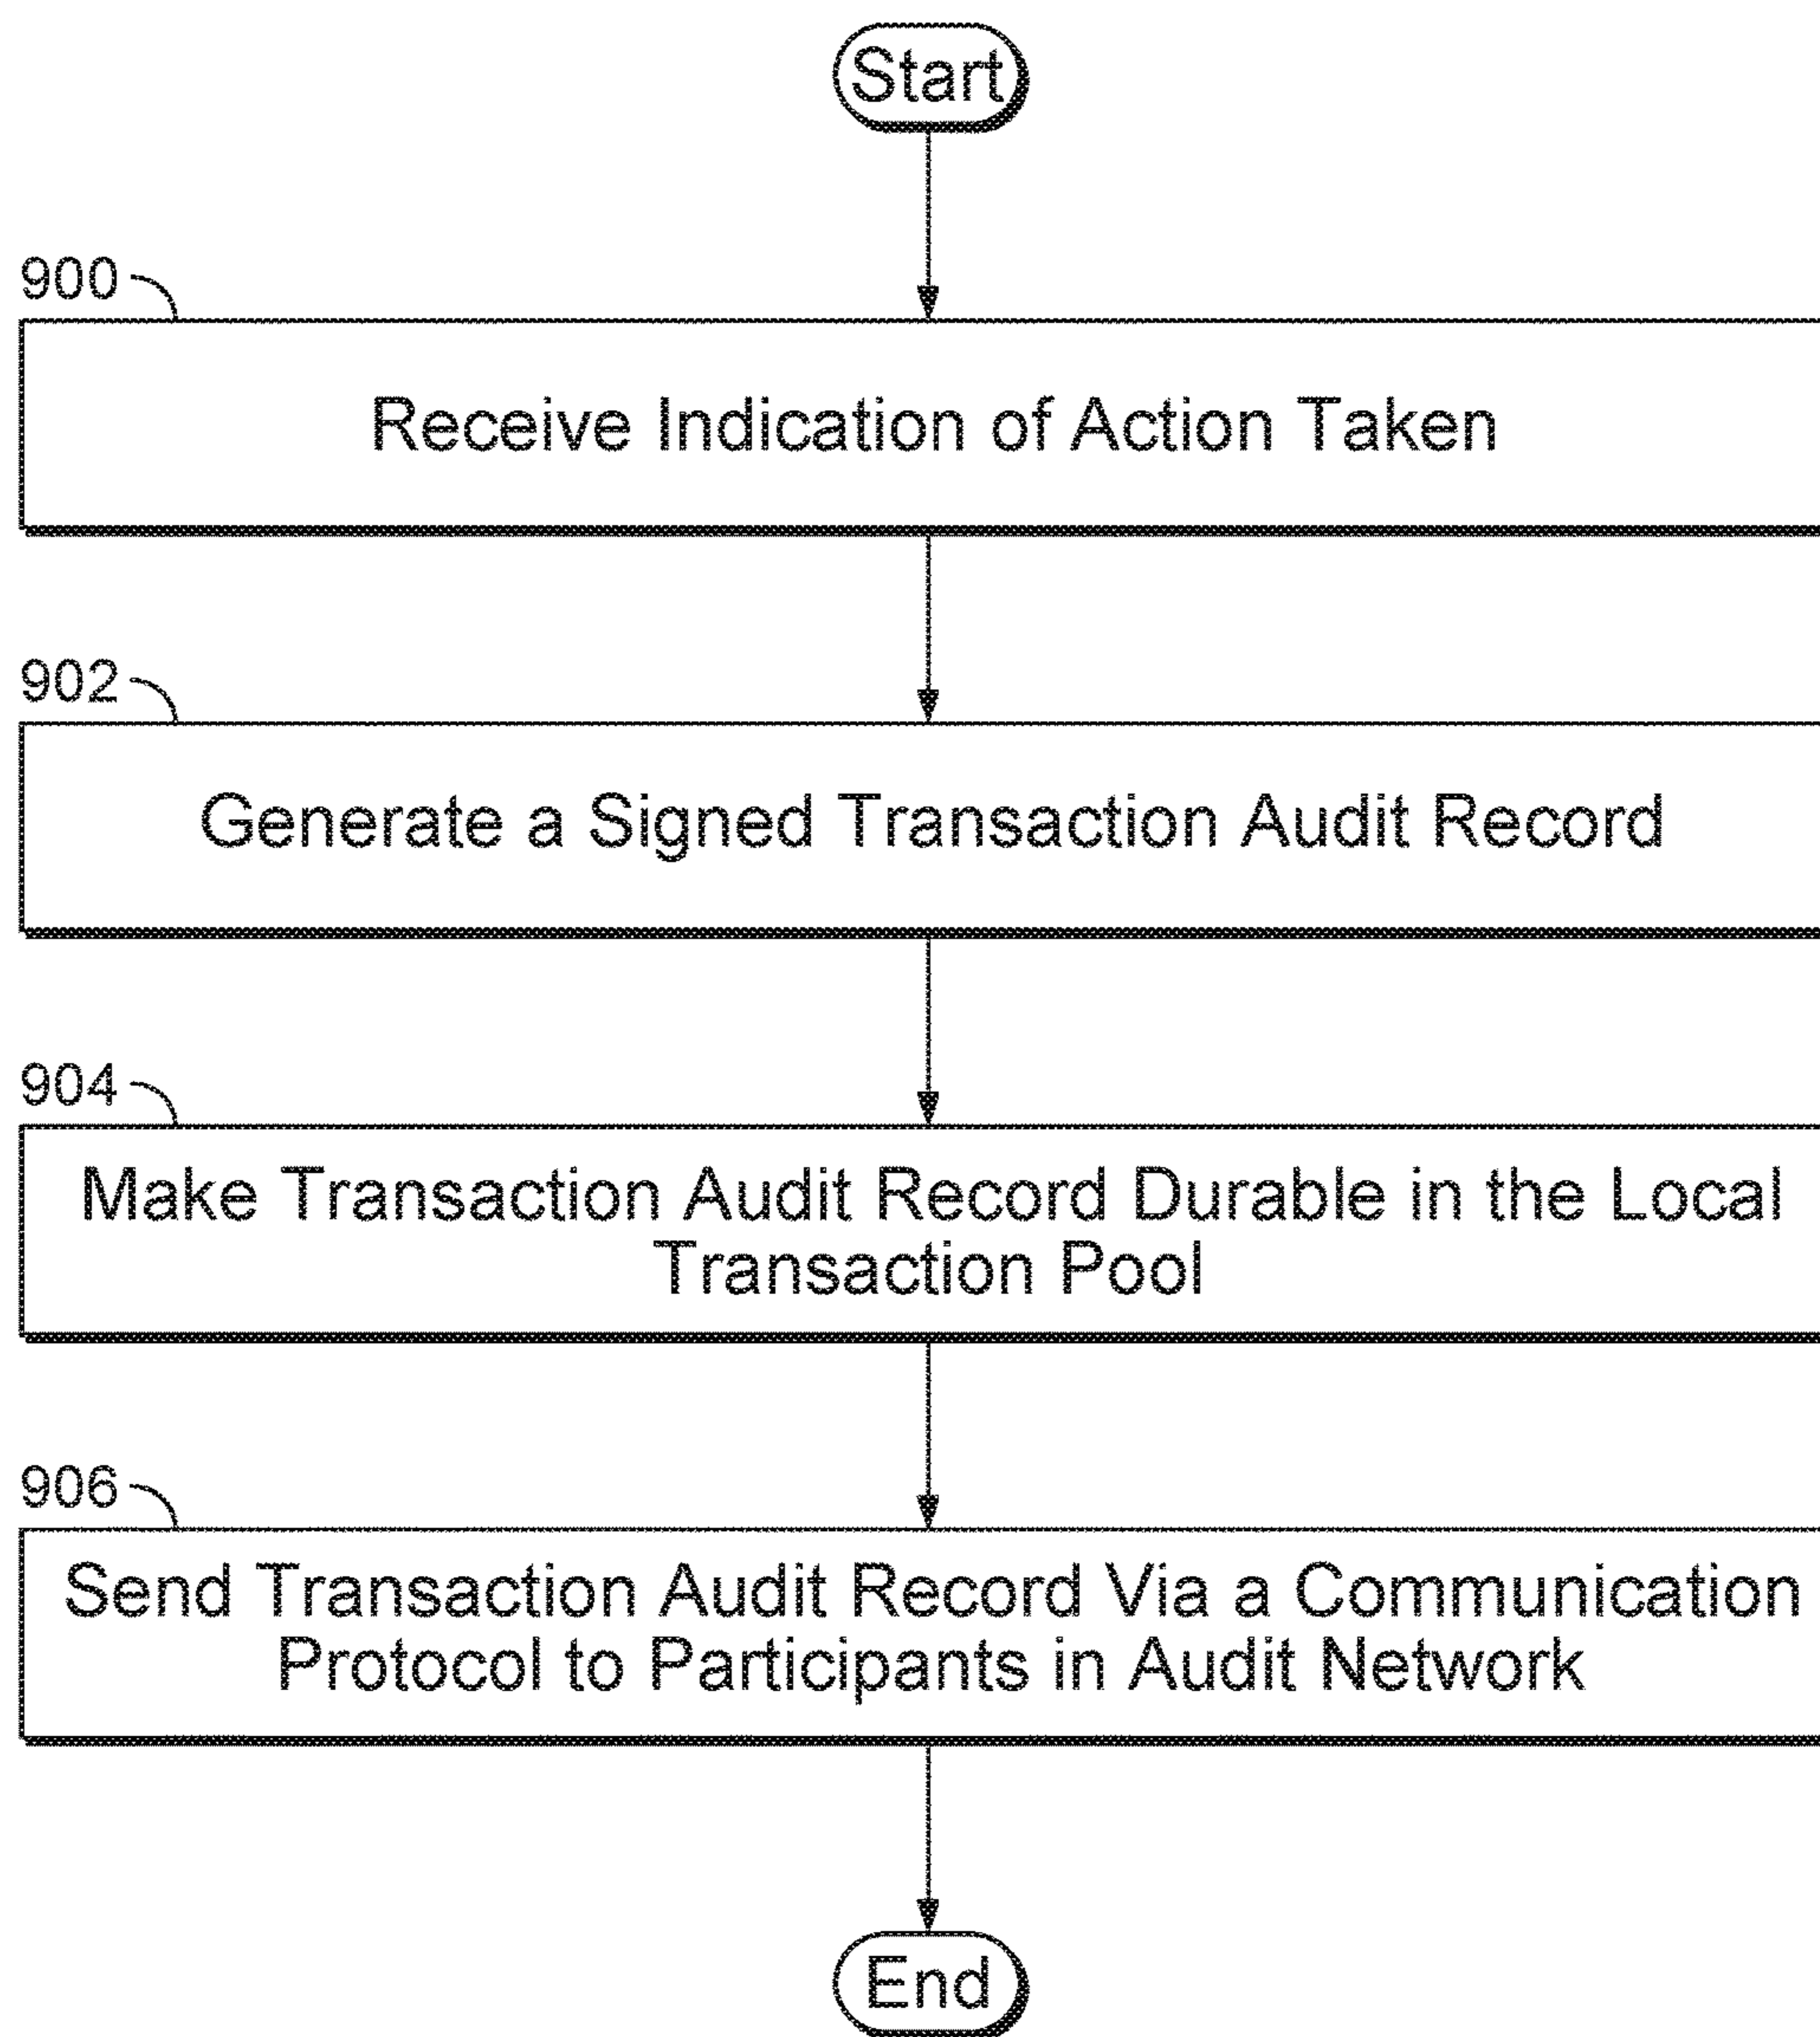 Start
900
Receive Indication of Action Taken
902
Generate a Signed Transaction Audit Record
904
Make Transaction Audit Record Durable in the Local
Transaction Pool
906
Send Transaction Audit Record Via a Communication
Protocol to Participants in Audit Network
End